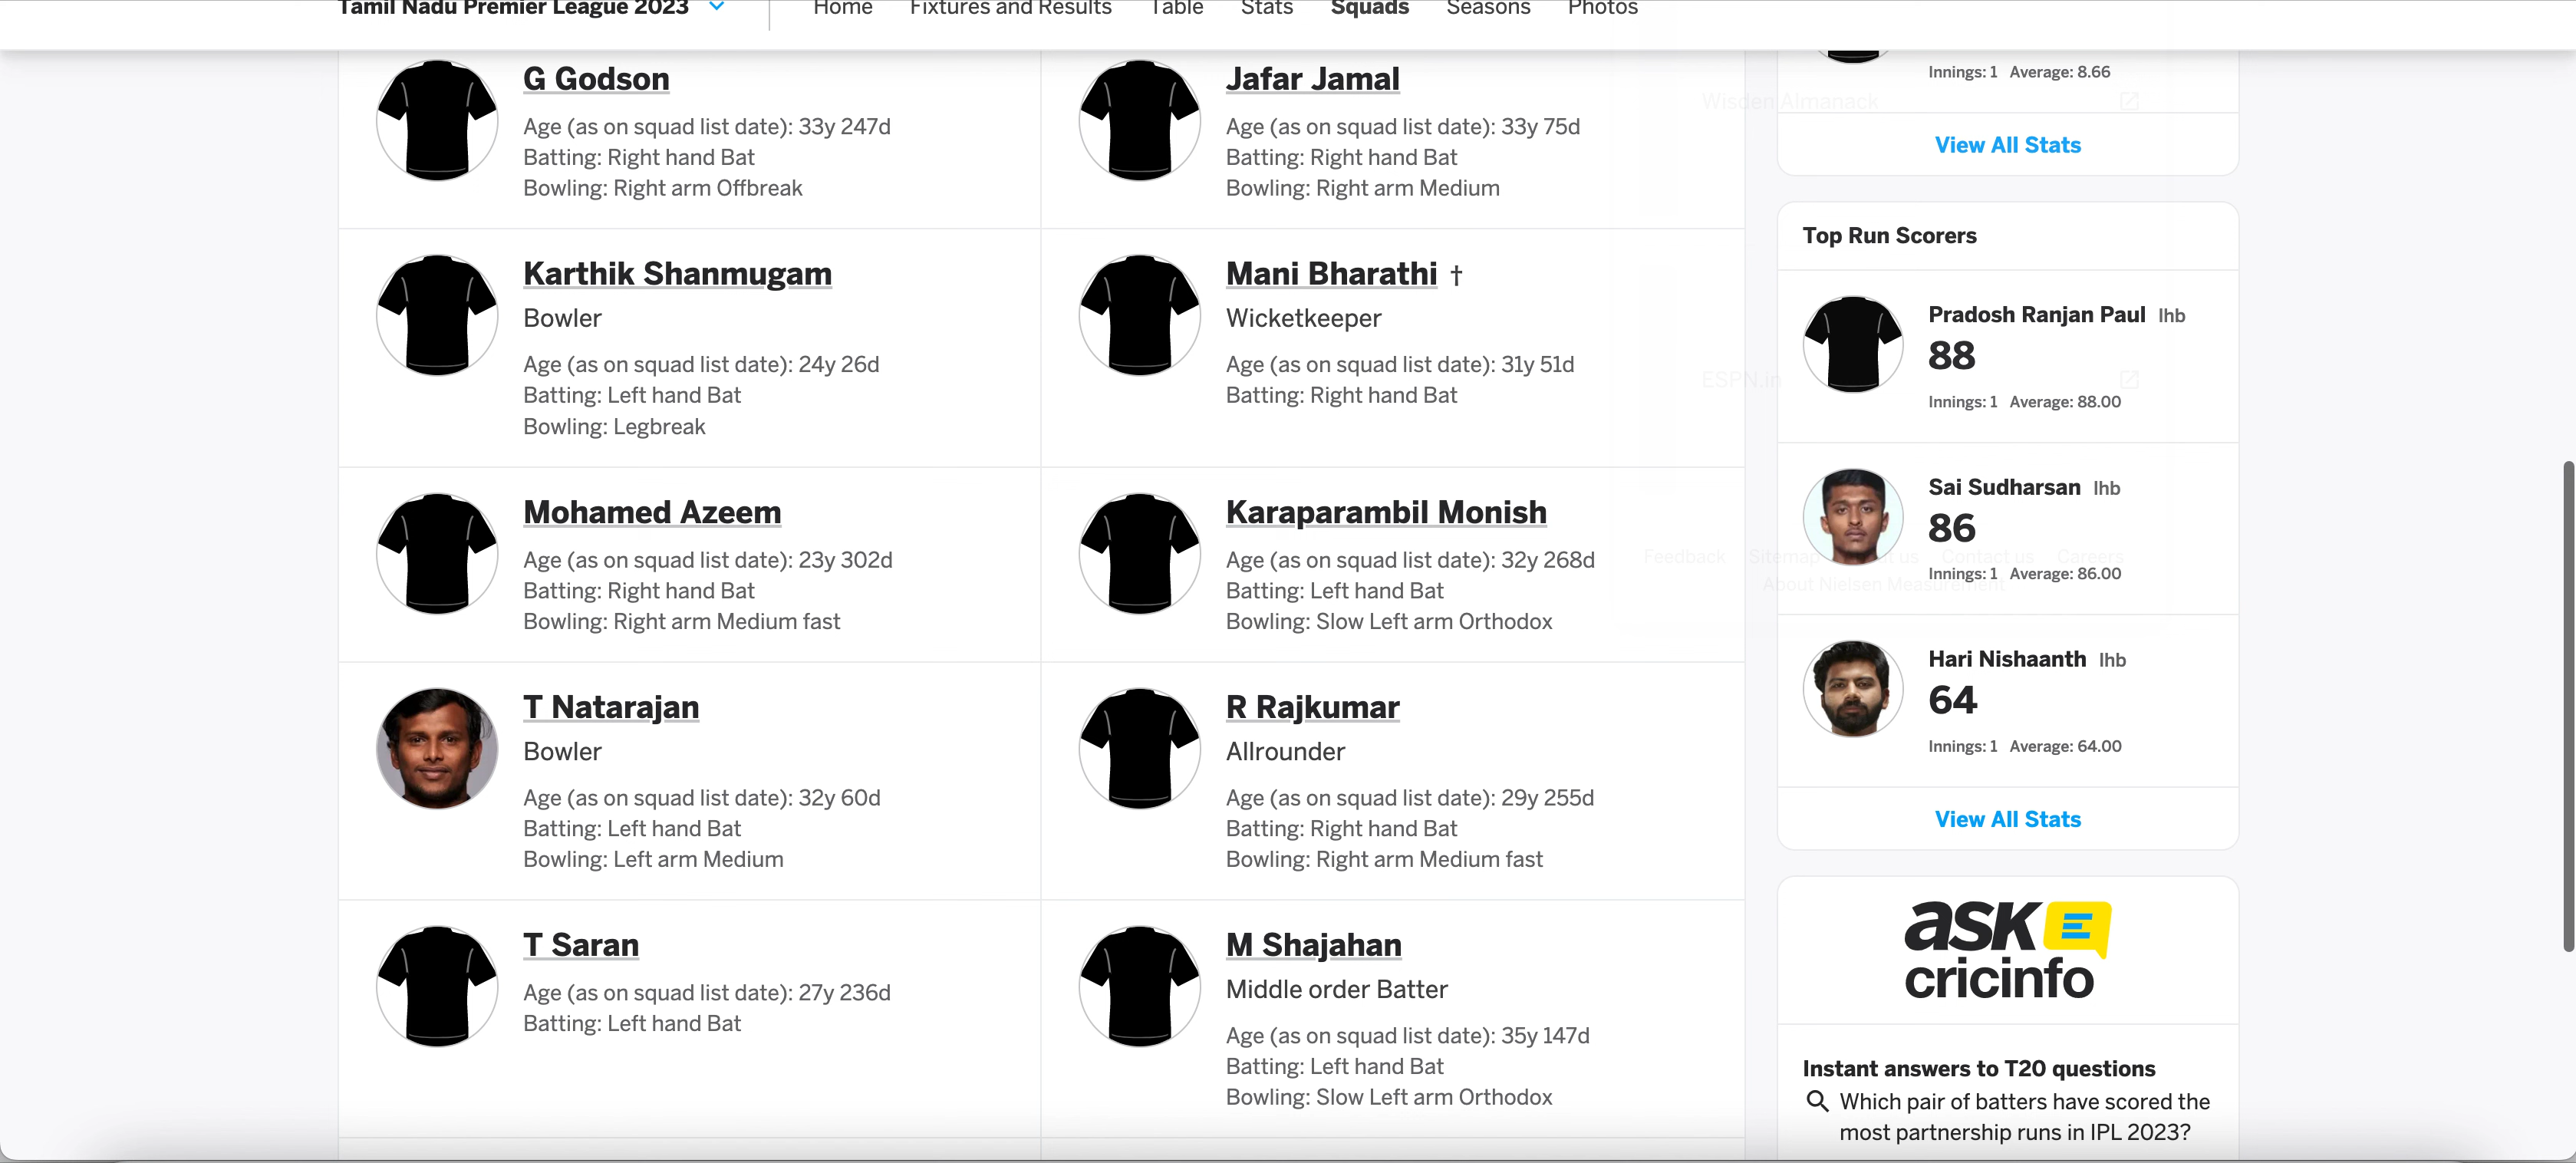 Tamil Nadu Premier League 2023
Home Fixtures and Results Table Stats Squads Seasons Photos
G Godson
Age (as on squad list date): 33y 247d
Batting: Right hand Bat
Bowling: Right arm Offbreak
Jafar Jamal
Age (as on squad list date): 33y 75d
Batting: Right hand Bat
Bowling: Right arm Medium
Karthik Shanmugam
Bowler
Age (as on squad list date): 24y 26d
Batting: Left hand Bat
Bowling: Legbreak
Mani Bharathi †
Wicketkeeper
Age (as on squad list date): 31y 51d
Batting: Right hand Bat
Mohamed Azeem
Age (as on squad list date): 23y 302d
Batting: Right hand Bat
Bowling: Right arm Medium fast
Karaparambil Monish
Age (as on squad list date): 32y 268d
Batting: Left hand Bat
Bowling: Slow Left arm Orthodox
T Natarajan
Bowler
Age (as on squad list date): 32y 60d
Batting: Left hand Bat
Bowling: Left arm Medium
R Rajkumar
Allrounder
Age (as on squad list date): 29y 255d
Batting: Right hand Bat
Bowling: Right arm Medium fast
T Saran
Age (as on squad list date): 27y 236d
Batting: Left hand Bat
M Shajahan
Middle order Batter
Age (as on squad list date): 35y 147d
Batting: Left hand Bat
Bowling: Slow Left arm Orthodox
Innings: 1 Average: 8.66
Wisden Almanack
View All Stats
Top Run Scorers
Pradosh Ranjan Paul lhb
88
ESPN.in
Innings: 1 Average: 88.00
Sai Sudharsan lhb
86
Feedback Sitemap us Contact us Careers
Innings: 1 Average: 86.00
About Nielsen Measurement
Hari Nishaanth lhb
64
Innings: 1 Average: 64.00
View All Stats
ask
cricinfo
Instant answers to T20 questions
Which pair of batters have scored the
most partnership runs in IPL 2023?